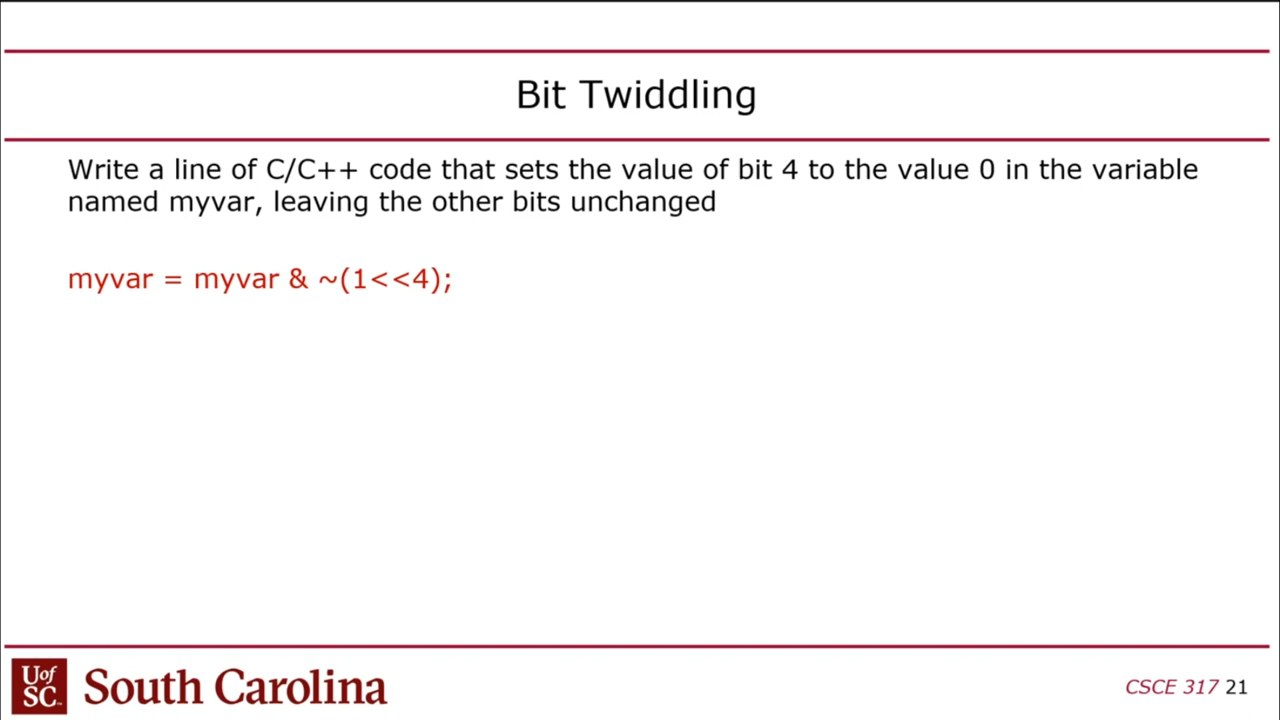 Bit Twiddling
Write a line of C/C++ code that sets the value of bit 4 to the value 0 in the variable
named myvar, leaving the other bits unchanged
myvar = myvar & ~(1<<4);
UofSC
South Carolina
CSCE 317 21